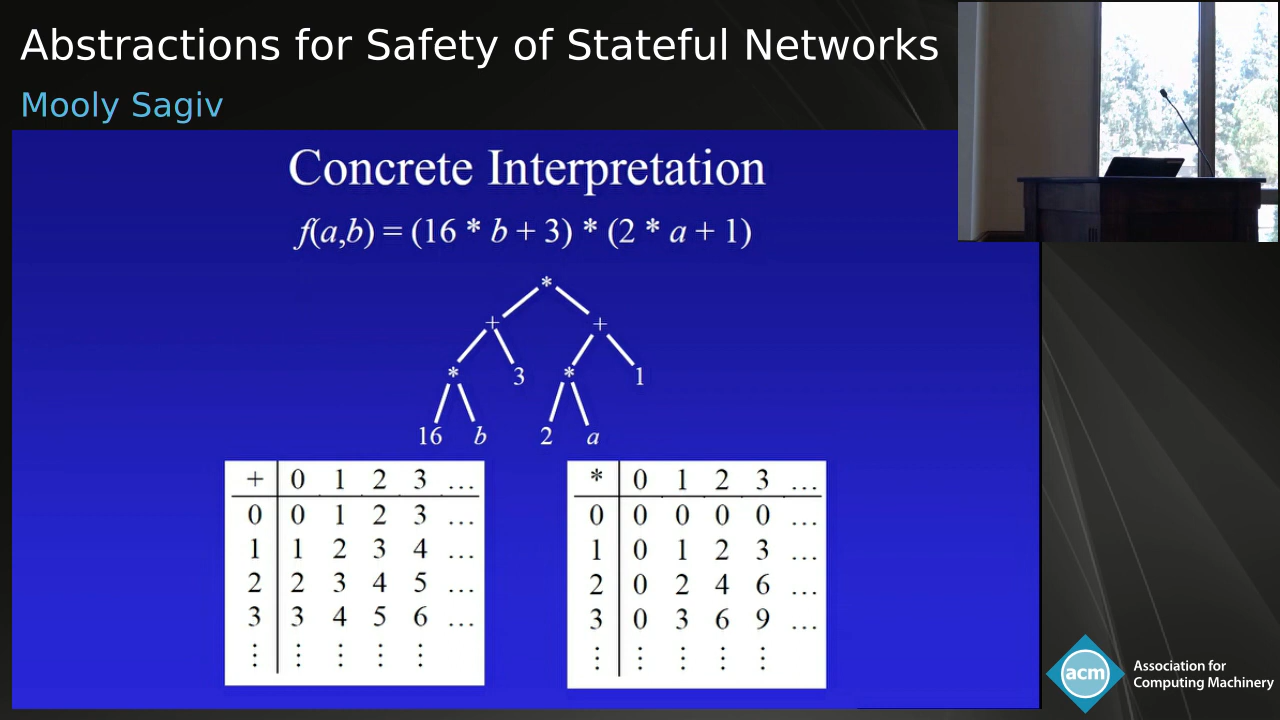 Abstractions for Safety of Stateful Networks
Mooly Sagiv
Concrete Interpretation
f(a,b) = (16 * b + 3) * (2 * a + 1)
*
+ +
* 3 * 1
16 b 2 a
+ 0 1 2 3 …
0 0 1 2 3 …
1 1 2 3 4 …
2 2 3 4 5 …
3 3 4 5 6 …
⋮ ⋮ ⋮ ⋮ ⋮
* 0 1 2 3 …
0 0 0 0 0 …
1 0 1 2 3 …
2 0 2 4 6 …
3 0 3 6 9 …
⋮ ⋮ ⋮ ⋮ ⋮
acm
Association for
Computing Machinery